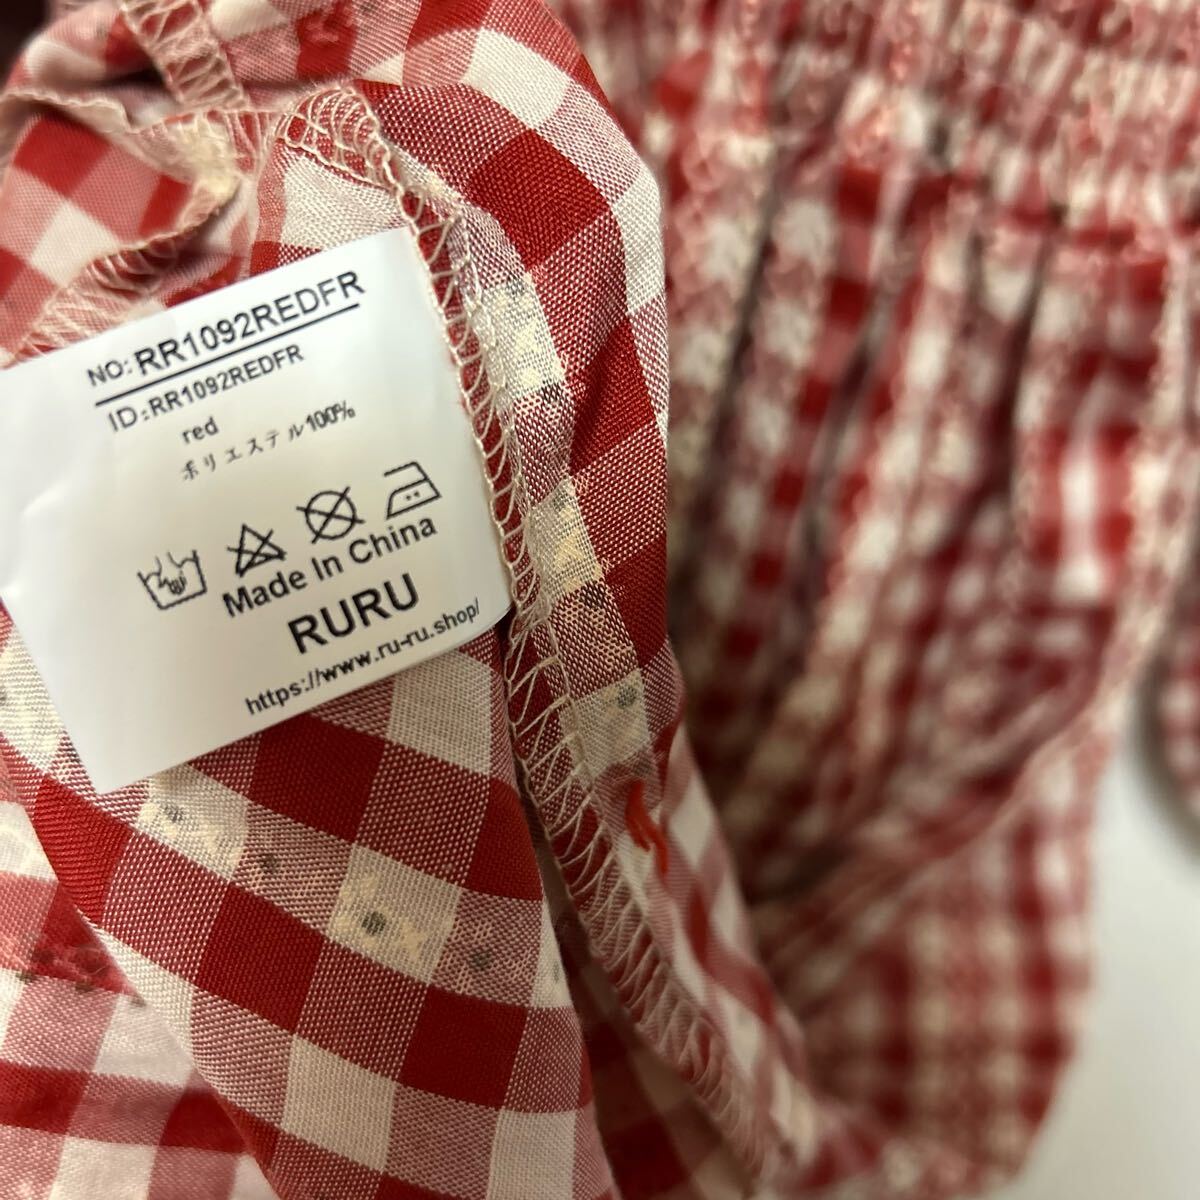 NO: RR1092REDFR
ID:RR1092REDFR
red
ポリエステル100%
Made In China
RURU
https://www.ru-ru.shop/